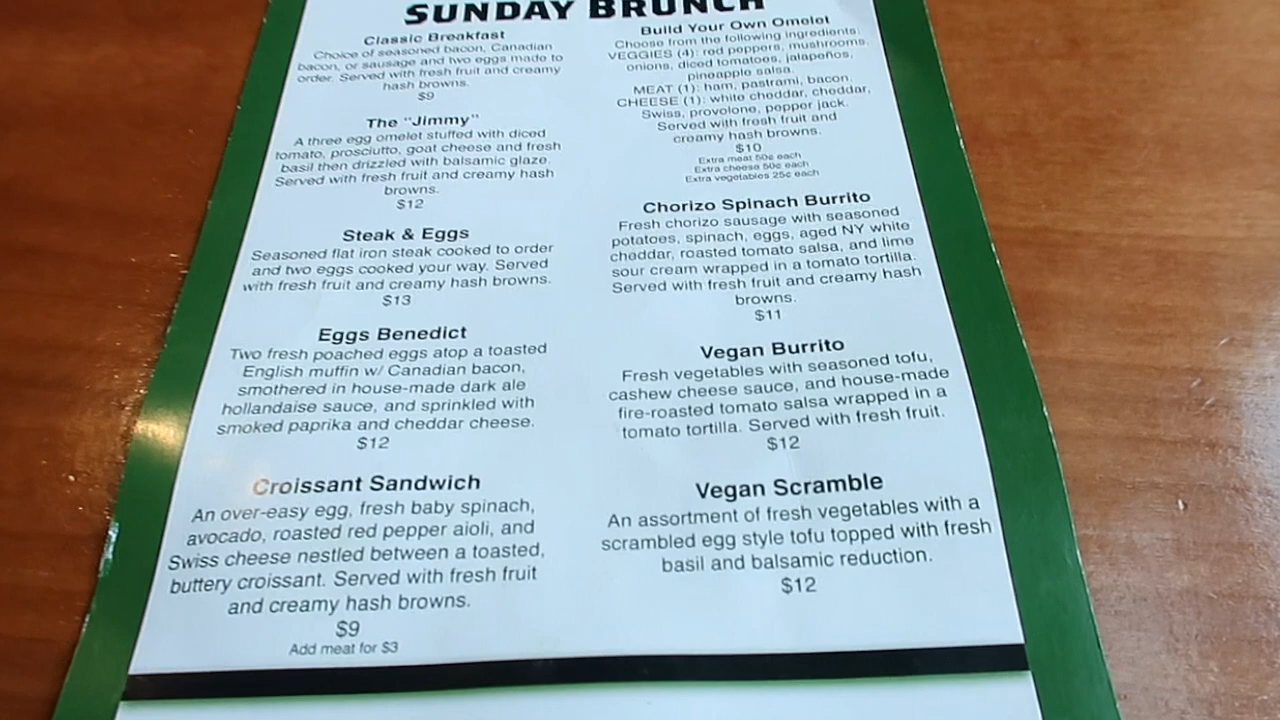 SUNDAY BRUNCH
Classic Breakfast
Choice of seasoned bacon, Canadian
bacon, or sausage and two eggs made to
order. Served with fresh fruit and creamy
hash browns.
$9
The "Jimmy"
A three egg omelet stuffed with diced
tomato, prosciutto, goat cheese and fresh
basil then drizzled with balsamic glaze.
Served with fresh fruit and creamy hash
browns.
$12
Steak & Eggs
Seasoned flat iron steak cooked to order
and two eggs cooked your way. Served
with fresh fruit and creamy hash browns.
$13
Eggs Benedict
Two fresh poached eggs atop a toasted
English muffin w/ Canadian bacon,
smothered in house-made dark ale
hollandaise sauce, and sprinkled with
smoked paprika and cheddar cheese.
$12
Croissant Sandwich
An over-easy egg, fresh baby spinach,
avocado, roasted red pepper aioli, and
Swiss cheese nestled between a toasted,
buttery croissant. Served with fresh fruit
and creamy hash browns.
$9
Add meat for $3
Build Your Own Omelet
Choose from the following ingredients:
VEGGIES (4): red peppers, mushrooms,
onions, diced tomatoes, jalapeños,
pineapple salsa.
MEAT (1): ham, pastrami, bacon.
CHEESE (1): white cheddar, cheddar,
Swiss, provolone, pepper jack.
Served with fresh fruit and
creamy hash browns.
$10
Extra meat 50¢ each
Extra cheese 50¢ each
Extra vegetables 25¢ each
Chorizo Spinach Burrito
Fresh chorizo sausage with seasoned
potatoes, spinach, eggs, aged NY white
cheddar, roasted tomato salsa, and lime
sour cream wrapped in a tomato tortilla.
Served with fresh fruit and creamy hash
browns.
$11
Vegan Burrito
Fresh vegetables with seasoned tofu,
cashew cheese sauce, and house-made
fire-roasted tomato salsa wrapped in a
tomato tortilla. Served with fresh fruit.
$12
Vegan Scramble
An assortment of fresh vegetables with a
scrambled egg style tofu topped with fresh
basil and balsamic reduction.
$12